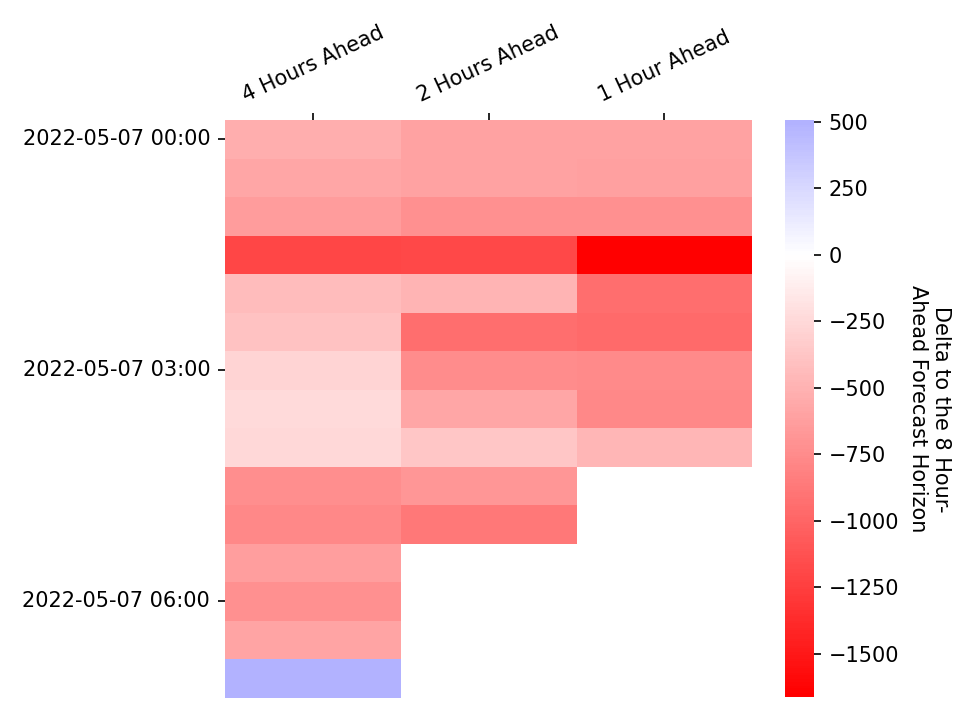 4 Hours Ahead
2 Hours Ahead
1 Hour Ahead
2022-05-07 00:00
2022-05-07 03:00
2022-05-07 06:00
500
250
0
−250
−500
−750
−1000
−1250
−1500
Delta to the 8 Hour-
Ahead Forecast Horizon